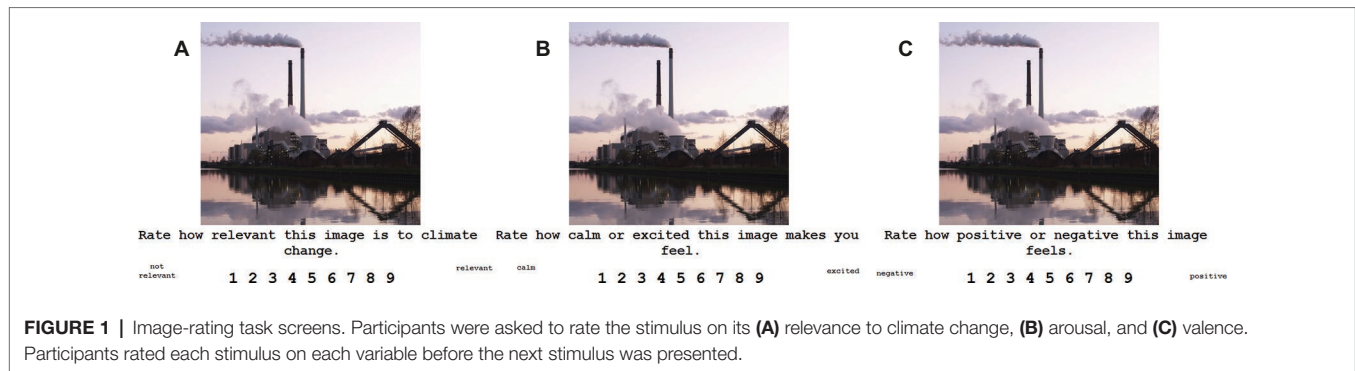 A
B
C
Rate how relevant this image is to climate
change.
not
relevant
1 2 3 4 5 6 7 8 9
relevant
Rate how calm or excited this image makes you
feel.
calm
1 2 3 4 5 6 7 8 9
excited
Rate how positive or negative this image
feels.
negative
1 2 3 4 5 6 7 8 9
positive
FIGURE 1 | Image-rating task screens. Participants were asked to rate the stimulus on its (A) relevance to climate change, (B) arousal, and (C) valence.
Participants rated each stimulus on each variable before the next stimulus was presented.